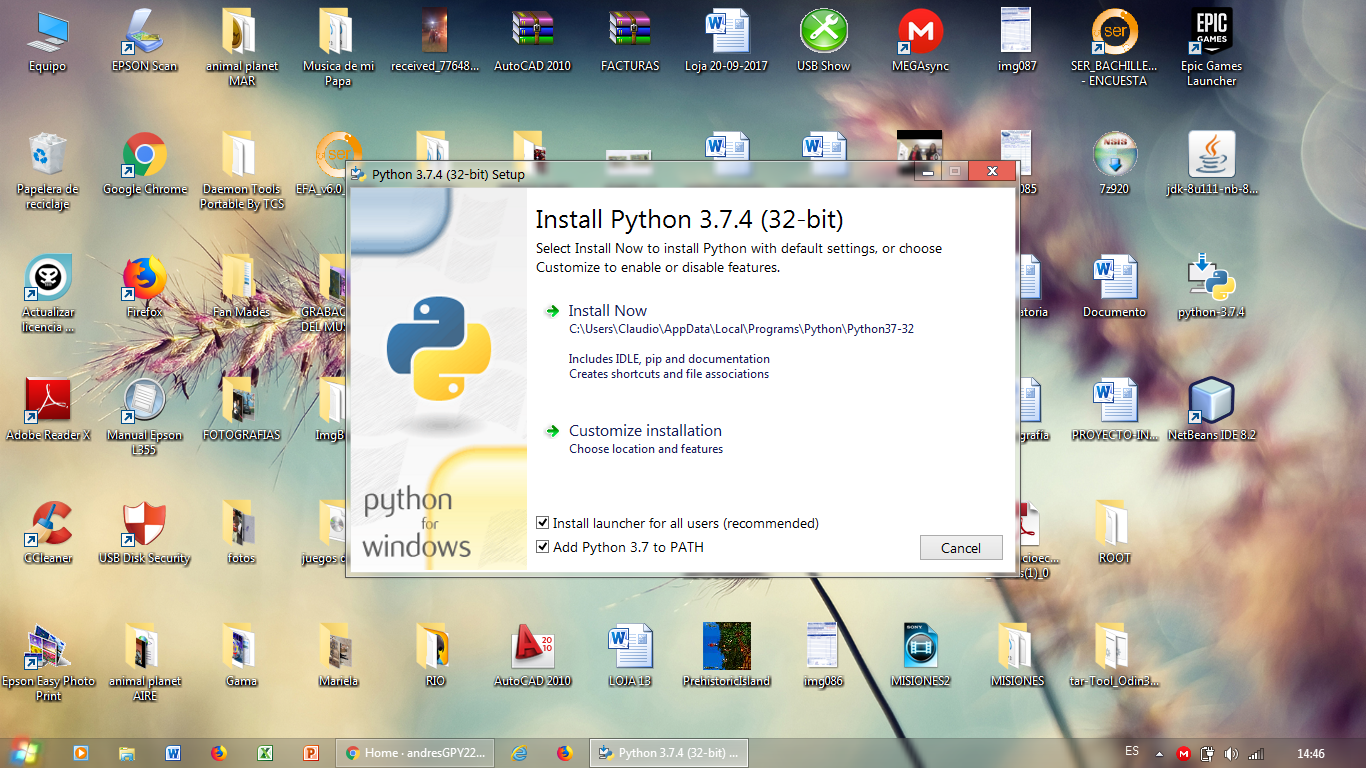 Equipo
EPSON Scan
animal planet
MAR
Musica de mi
Papa
received_77648...
AutoCAD 2010
FACTURAS
Loja 20-09-2017
USB Show
MEGAsync
img087
SER_BACHILLE...
- ENCUESTA
Epic Games
Launcher
Papelera de
reciclaje
Google Chrome
Daemon Tools
Portable By TCS
EFA_v6.0_
085
7z920
jdk-8u111-nb-8...
Python 3.7.4 (32-bit) Setup
Install Python 3.7.4 (32-bit)
Select Install Now to install Python with default settings, or choose
Customize to enable or disable features.
Install Now
C:\Users\Claudio\AppData\Local\Programs\Python\Python37-32
Includes IDLE, pip and documentation
Creates shortcuts and file associations
Customize installation
Choose location and features
python
for
windows
Install launcher for all users (recommended)
Add Python 3.7 to PATH
Cancel
Actualizar
licencia ...
Firefox
Fan Mades
GRABAC
DEL MUS
atoria
Documento
python-3.7.4
Adobe Reader X
Manual Epson
L355
FOTOGRAFIAS
ImgB
grafía
PROYECTO-IN...
NetBeans IDE 8.2
CCleaner
USB Disk Security
fotos
juegos d
cioec...
s(1)_0
ROOT
Epson Easy Photo
Print
animal planet
AIRE
Gama
Mariela
RIO
AutoCAD 2010
LOJA 13
PrehistoricIsland
img086
MISIONES2
MISIONES
tar-Tool_Odin3...
Home · andresGPY22...
Python 3.7.4 (32-bit) ...
ES
14:46